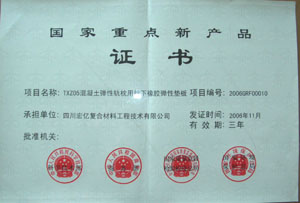 国家重点新产品
证书
项目名称：TXZ06混凝土弹性轨枕用枕下橡胶弹性垫板 项目编号：2006GRF00010
承担单位：四川宏亿复合材料工程技术有限公司 发证时间：2006年11月
有效期：三年
批准机关：